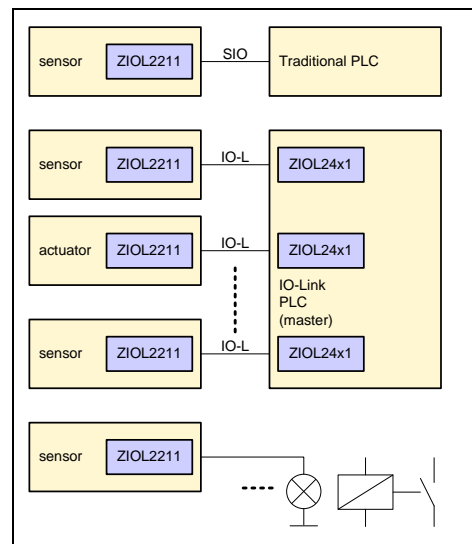 sensor ZIOL2211 SIO Traditional PLC
sensor ZIOL2211 IO-L ZIOL24x1
actuator ZIOL2211 IO-L ZIOL24x1
IO-Link
PLC
(master)
sensor ZIOL2211 IO-L ZIOL24x1
sensor ZIOL2211